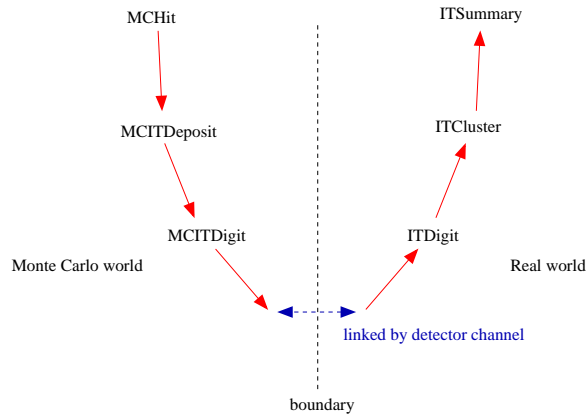 MCHit
ITSummary
MCITDeposit
ITCluster
MCITDigit
ITDigit
Monte Carlo world
Real world
linked by detector channel
boundary